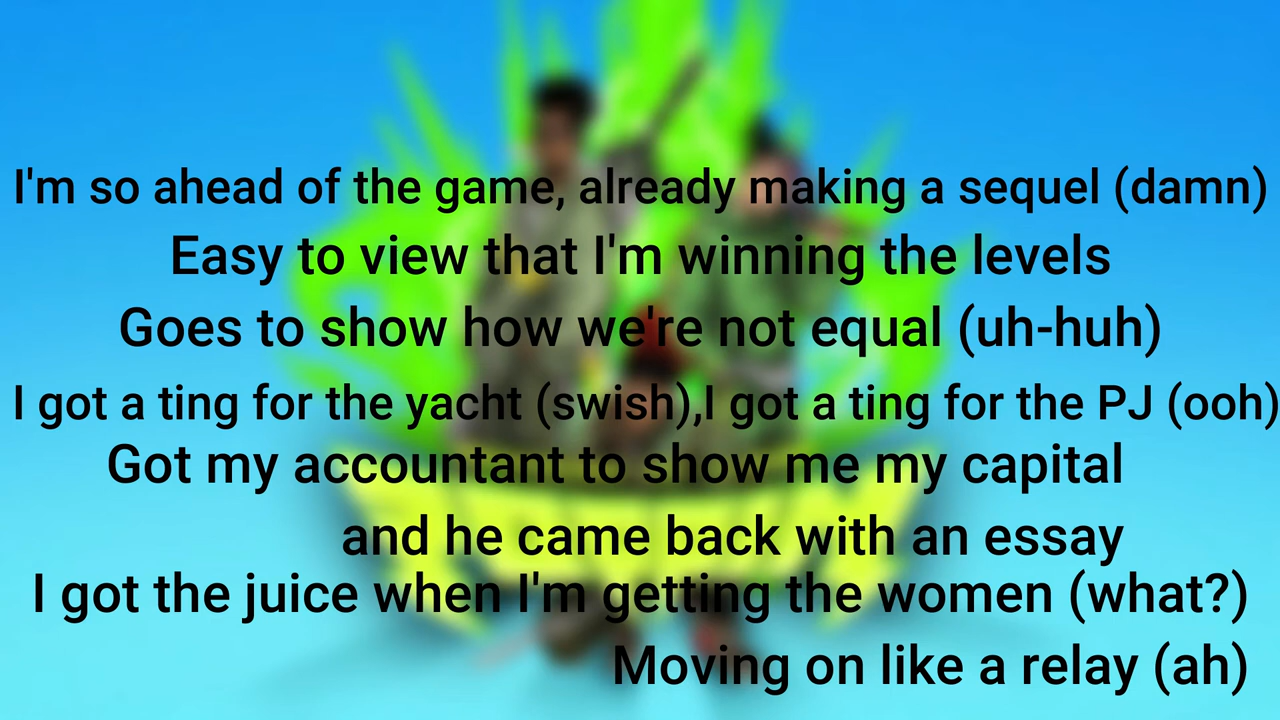 I'm so ahead of the game, already making a sequel (damn)
Easy to view that I'm winning the levels
Goes to show how we're not equal (uh-huh)
I got a ting for the yacht (swish),I got a ting for the PJ (ooh)
Got my accountant to show me my capital
and he came back with an essay
I got the juice when I'm getting the women (what?)
Moving on like a relay (ah)